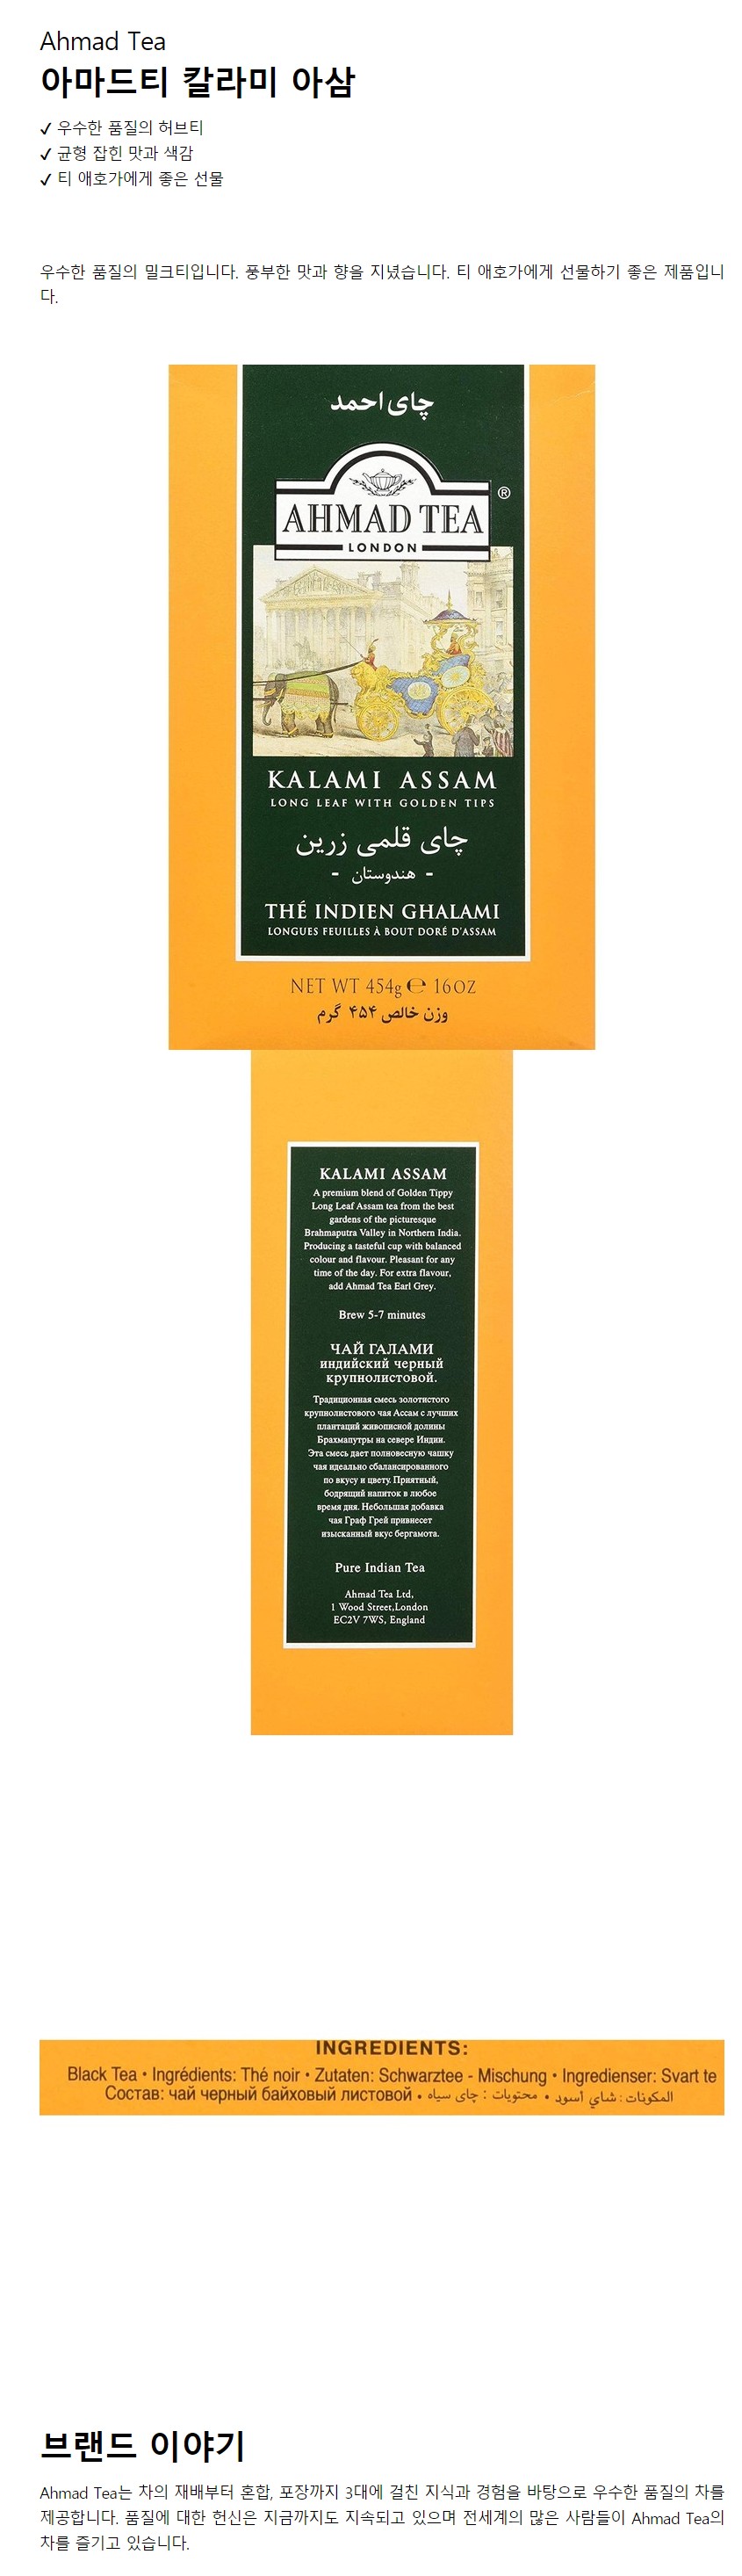 Ahmad Tea
아마드티 칼라미 아삼
✓ 우수한 품질의 허브티
✓ 균형 잡힌 맛과 색감
✓ 티 애호가에게 좋은 선물
우수한 품질의 밀크티입니다. 풍부한 맛과 향을 지녔습니다. 티 애호가에게 선물하기 좋은 제품입니
다.
چای احمد
AHMAD TEA ®
LONDON
KALAMI ASSAM
LONG LEAF WITH GOLDEN TIPS
چای قلمی زرین
- هندوستان -
THÉ INDIEN GHALAMI
LONGUES FEUILLES À BOUT DORÉ D'ASSAM
NET WT 454g ℮ 16OZ
وزن خالص ۴۵۴ گرم
KALAMI ASSAM
A premium blend of Golden Tippy
Long Leaf Assam tea from the best
gardens of the picturesque
Brahmaputra Valley in Northern India.
Producing a tasteful cup with balanced
colour and flavour. Pleasant for any
time of the day. For extra flavour,
add Ahmad Tea Earl Grey.
Brew 5-7 minutes
ЧАЙ ГАЛАМИ
индийский черный
крупнолистовой.
Традиционная смесь золотистого
крупнолистового чая Ассам с лучших
плантаций живописной долины
Брахмапутры на севере Индии.
Эта смесь дает полновесную чашку
чая идеально сбалансированного
по вкусу и цвету. Приятный,
бодрящий напиток в любое
время дня. Небольшая добавка
чая Граф Грей привнесет
изысканный вкус бергамота.
Pure Indian Tea
Ahmad Tea Ltd,
1 Wood Street,London
EC2V 7WS, England
INGREDIENTS:
Black Tea • Ingrédients: Thé noir • Zutaten: Schwarztee - Mischung • Ingredienser: Svart te
Состав: чай черный байховый листовой • محتویات : چای سیاه • المكونات : شاي أسود
브랜드 이야기
Ahmad Tea는 차의 재배부터 혼합, 포장까지 3대에 걸친 지식과 경험을 바탕으로 우수한 품질의 차를
제공합니다. 품질에 대한 헌신은 지금까지도 지속되고 있으며 전세계의 많은 사람들이 Ahmad Tea의
차를 즐기고 있습니다.